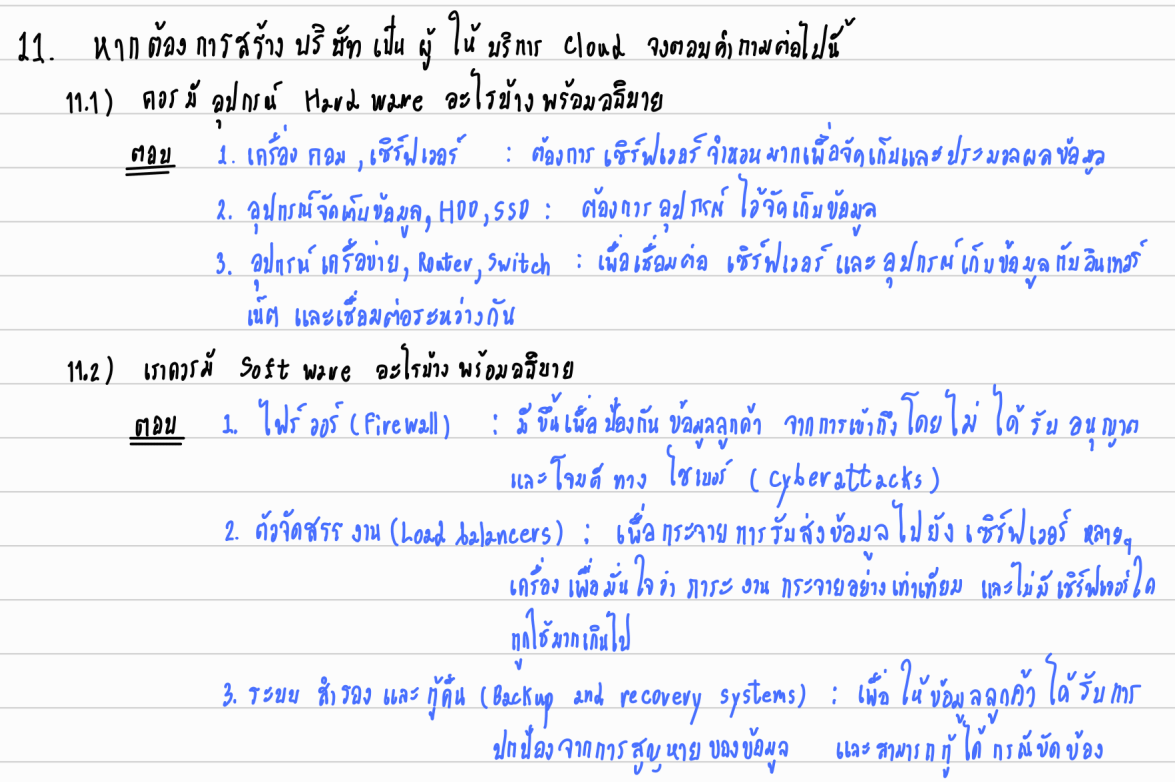 11. หากต้องการสร้างบริษัทเป็นผู้ให้บริการ Cloud จงตอบคำถามต่อไปนี้
11.1) ควรมีอุปกรณ์ Hardware อะไรบ้างพร้อมอธิบาย
ตอบ 1. เครื่องคอม, เซิร์ฟเวอร์ : ต้องการเซิร์ฟเวอร์จำนวนมากเพื่อจัดเก็บและประมวลผลข้อมูล
2. อุปกรณ์จัดเก็บข้อมูล, HDD, SSD : ต้องการอุปกรณ์ไว้จัดเก็บข้อมูล
3. อุปกรณ์เครือข่าย, Router, Switch : เพื่อเชื่อมต่อ เซิร์ฟเวอร์ และอุปกรณ์เก็บข้อมูลกับอินเทอร์
เน็ต และเชื่อมต่อระหว่างกัน
11.2) เราควรมี Software อะไรบ้าง พร้อมอธิบาย
ตอบ 1. ไฟร์วอร์ (Firewall) : มีขึ้นเพื่อป้องกันข้อมูลลูกค้า จากการเข้าถึงโดยไม่ได้รับอนุญาต
และโจมตีทางไซเบอร์ (Cyberattacks)
2. ตัวจัดสรรงาน (Load balancers) : เพื่อกระจายการรับส่งข้อมูลไปยังเซิร์ฟเวอร์ หลายๆ
เครื่อง เพื่อมั่นใจว่า ภาระงานกระจายอย่างเท่าเทียม และไม่มีเซิร์ฟเวอร์ใด
ถูกใช้มากเกินไป
3. ระบบสำรองและกู้คืน (Backup and recovery systems) : เพื่อให้ข้อมูลลูกค้าได้รับการ
ปกป้องจากการสูญหายของข้อมูล และสามารถกู้ได้กรณีขัดข้อง